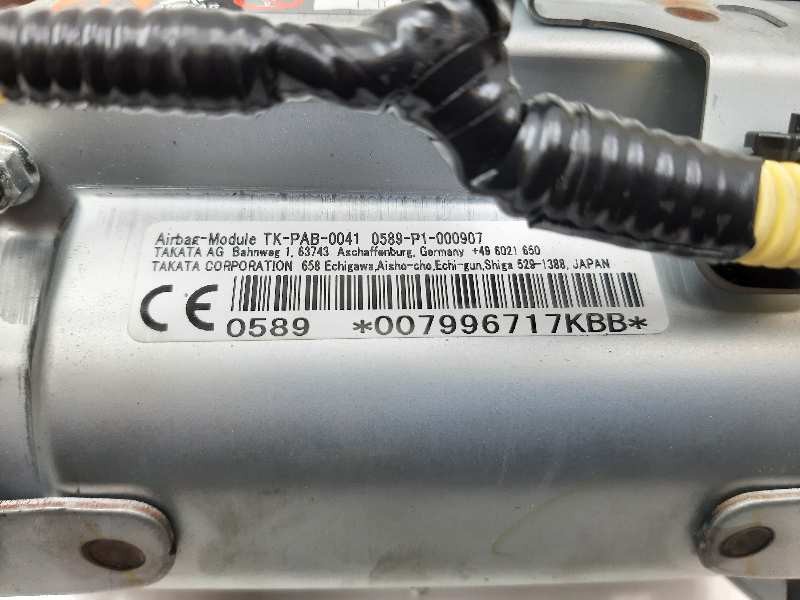 Airbag-Module TK-PAB-0041 0589-P1-000907
TAKATA AG Bahnweg 1, 63743 Aschaffenburg, Germany +49 6021 650
TAKATA CORPORATION 658 Echigawa,Aisho-cho,Echi-gun,Shiga 529-1388, JAPAN
CE 0589 *007996717KBB*